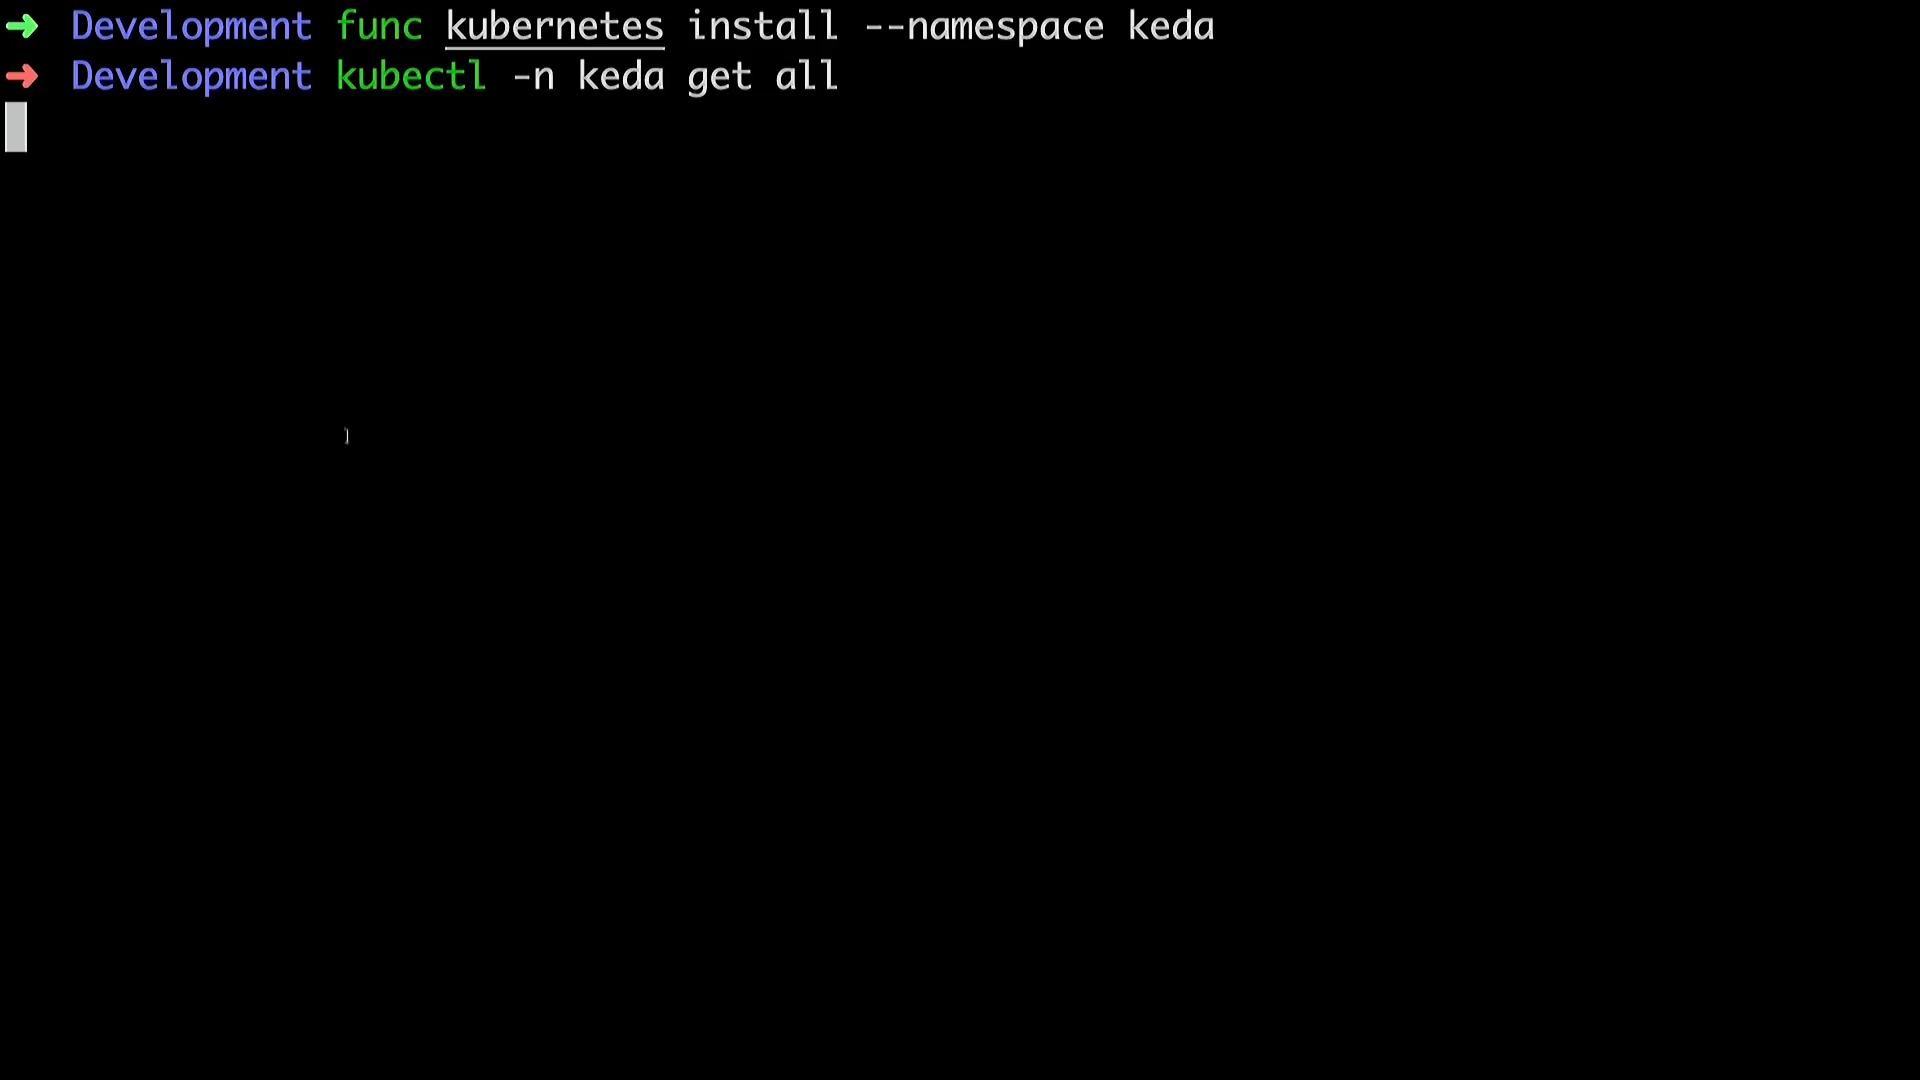 ➜ Development func kubernetes install --namespace keda
➜ Development kubectl -n keda get all